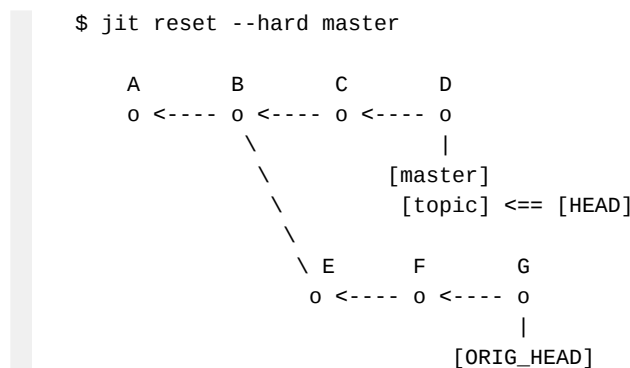 $ jit reset --hard master
A B C D
o <---- o <---- o <---- o
\ |
\ [master]
\ [topic] <== [HEAD]
\
\ E F G
o <---- o <---- o
|
[ORIG_HEAD]